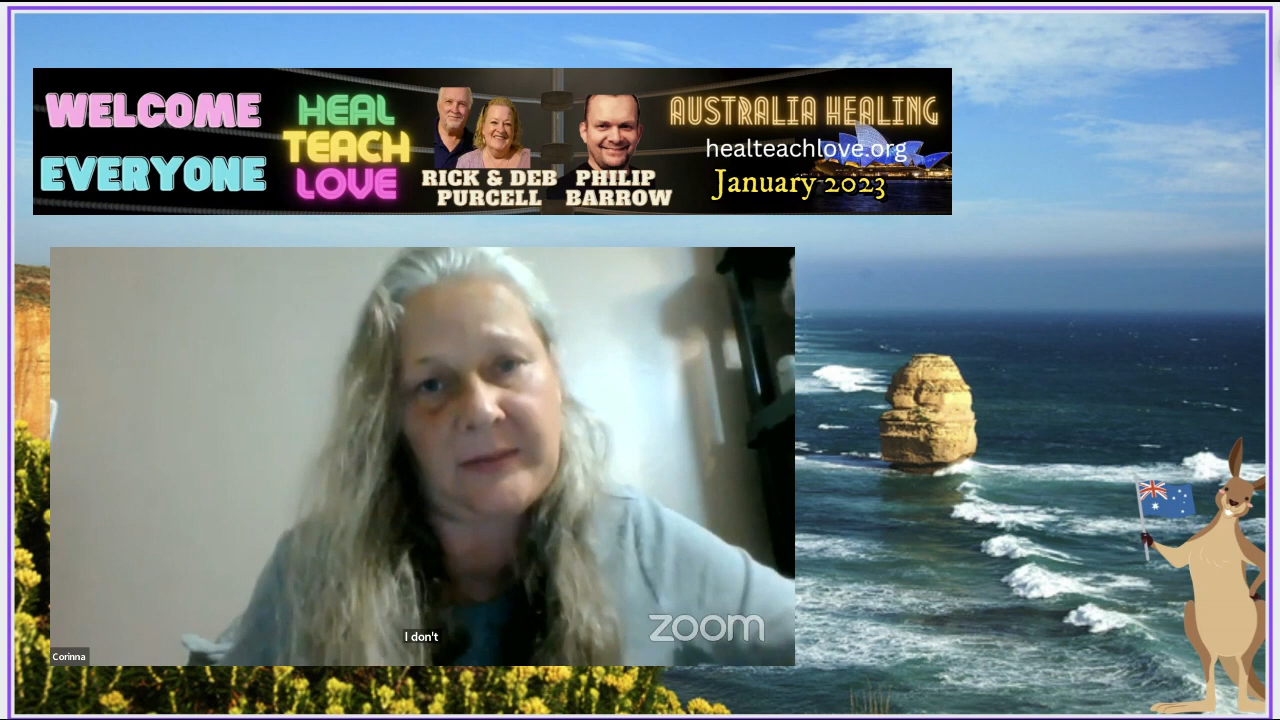 WELCOME
EVERYONE
HEAL
TEACH
LOVE
RICK & DEB
PURCELL
PHILIP
BARROW
AUSTRALIA HEALING
healteachlove.org
January 2023
I don't
zoom
Corinna